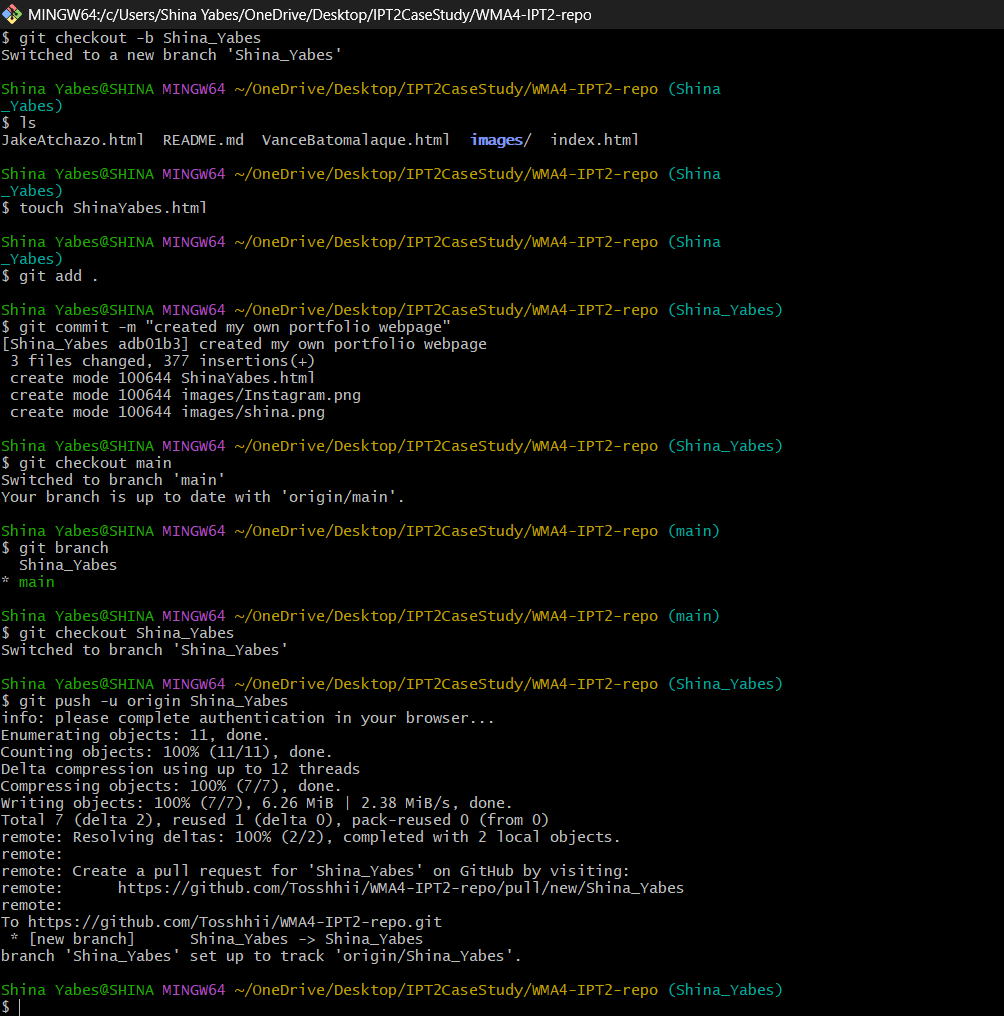 MINGW64:/c/Users/Shina Yabes/OneDrive/Desktop/IPT2CaseStudy/WMA4-IPT2-repo
$ git checkout -b Shina_Yabes
Switched to a new branch 'Shina_Yabes'
Shina Yabes@SHINA MINGW64 ~/OneDrive/Desktop/IPT2CaseStudy/WMA4-IPT2-repo (Shina
_Yabes)
$ ls
JakeAtchazo.html  README.md  VanceBatomalaque.html  images/  index.html
Shina Yabes@SHINA MINGW64 ~/OneDrive/Desktop/IPT2CaseStudy/WMA4-IPT2-repo (Shina
_Yabes)
$ touch ShinaYabes.html
Shina Yabes@SHINA MINGW64 ~/OneDrive/Desktop/IPT2CaseStudy/WMA4-IPT2-repo (Shina
_Yabes)
$ git add .
Shina Yabes@SHINA MINGW64 ~/OneDrive/Desktop/IPT2CaseStudy/WMA4-IPT2-repo (Shina_Yabes)
$ git commit -m "created my own portfolio webpage"
[Shina_Yabes adb01b3] created my own portfolio webpage
 3 files changed, 377 insertions(+)
 create mode 100644 ShinaYabes.html
 create mode 100644 images/Instagram.png
 create mode 100644 images/shina.png
Shina Yabes@SHINA MINGW64 ~/OneDrive/Desktop/IPT2CaseStudy/WMA4-IPT2-repo (Shina_Yabes)
$ git checkout main
Switched to branch 'main'
Your branch is up to date with 'origin/main'.
Shina Yabes@SHINA MINGW64 ~/OneDrive/Desktop/IPT2CaseStudy/WMA4-IPT2-repo (main)
$ git branch
  Shina_Yabes
* main
Shina Yabes@SHINA MINGW64 ~/OneDrive/Desktop/IPT2CaseStudy/WMA4-IPT2-repo (main)
$ git checkout Shina_Yabes
Switched to branch 'Shina_Yabes'
Shina Yabes@SHINA MINGW64 ~/OneDrive/Desktop/IPT2CaseStudy/WMA4-IPT2-repo (Shina_Yabes)
$ git push -u origin Shina_Yabes
info: please complete authentication in your browser...
Enumerating objects: 11, done.
Counting objects: 100% (11/11), done.
Delta compression using up to 12 threads
Compressing objects: 100% (7/7), done.
Writing objects: 100% (7/7), 6.26 MiB | 2.38 MiB/s, done.
Total 7 (delta 2), reused 1 (delta 0), pack-reused 0 (from 0)
remote: Resolving deltas: 100% (2/2), completed with 2 local objects.
remote:
remote: Create a pull request for 'Shina_Yabes' on GitHub by visiting:
remote:      https://github.com/Tosshhii/WMA4-IPT2-repo/pull/new/Shina_Yabes
remote:
To https://github.com/Tosshhii/WMA4-IPT2-repo.git
 * [new branch]      Shina_Yabes -> Shina_Yabes
branch 'Shina_Yabes' set up to track 'origin/Shina_Yabes'.
Shina Yabes@SHINA MINGW64 ~/OneDrive/Desktop/IPT2CaseStudy/WMA4-IPT2-repo (Shina_Yabes)
$